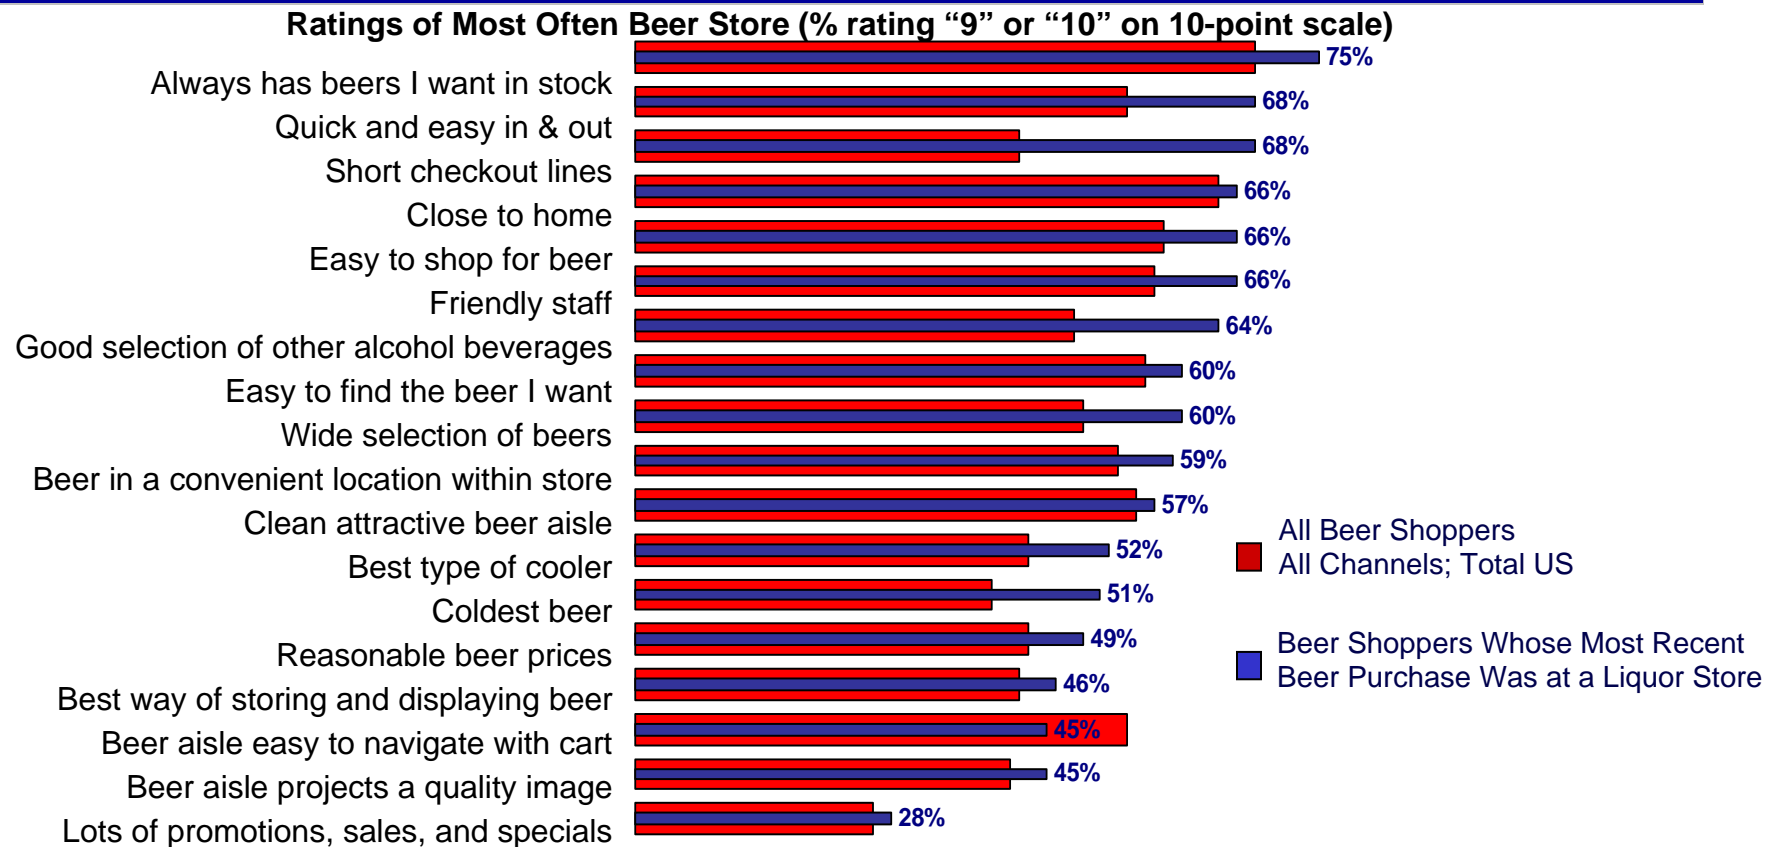 Ratings of Most Often Beer Store (% rating “9” or “10” on 10-point scale)
75%
Always has beers I want in stock
68%
Quick and easy in & out
68%
Short checkout lines
66%
Close to home
66%
Easy to shop for beer
66%
Friendly staff
64%
Good selection of other alcohol beverages
60%
Easy to find the beer I want
60%
Wide selection of beers
59%
Beer in a convenient location within store
57%
Clean attractive beer aisle
52%
Best type of cooler
51%
Coldest beer
49%
Reasonable beer prices
46%
Best way of storing and displaying beer
45%
Beer aisle easy to navigate with cart
45%
Beer aisle projects a quality image
28%
Lots of promotions, sales, and specials
All Beer Shoppers
All Channels; Total US
Beer Shoppers Whose Most Recent
Beer Purchase Was at a Liquor Store